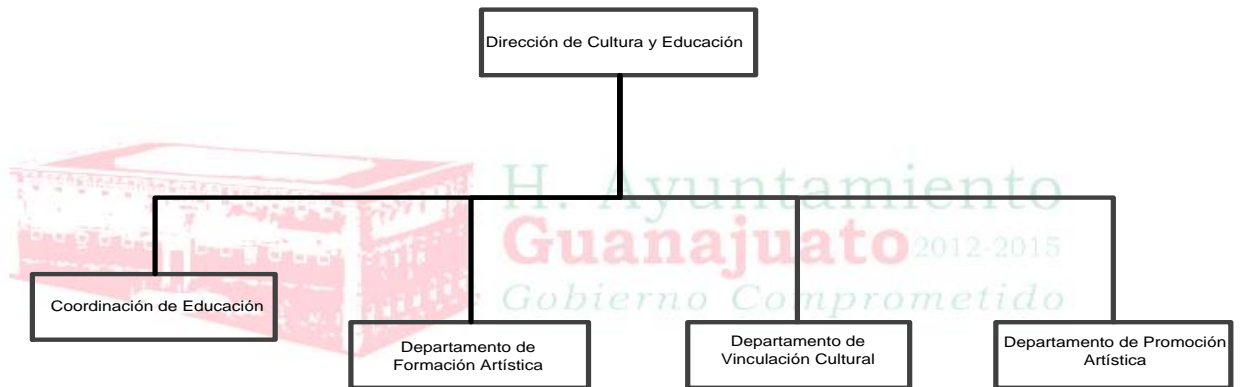 Dirección de Cultura y Educación
H. Ayuntamiento
Guanajuato 2012-2015
Gobierno Comprometido
Coordinación de Educación
Departamento de
Formación Artística
Departamento de
Vinculación Cultural
Departamento de Promoción
Artística